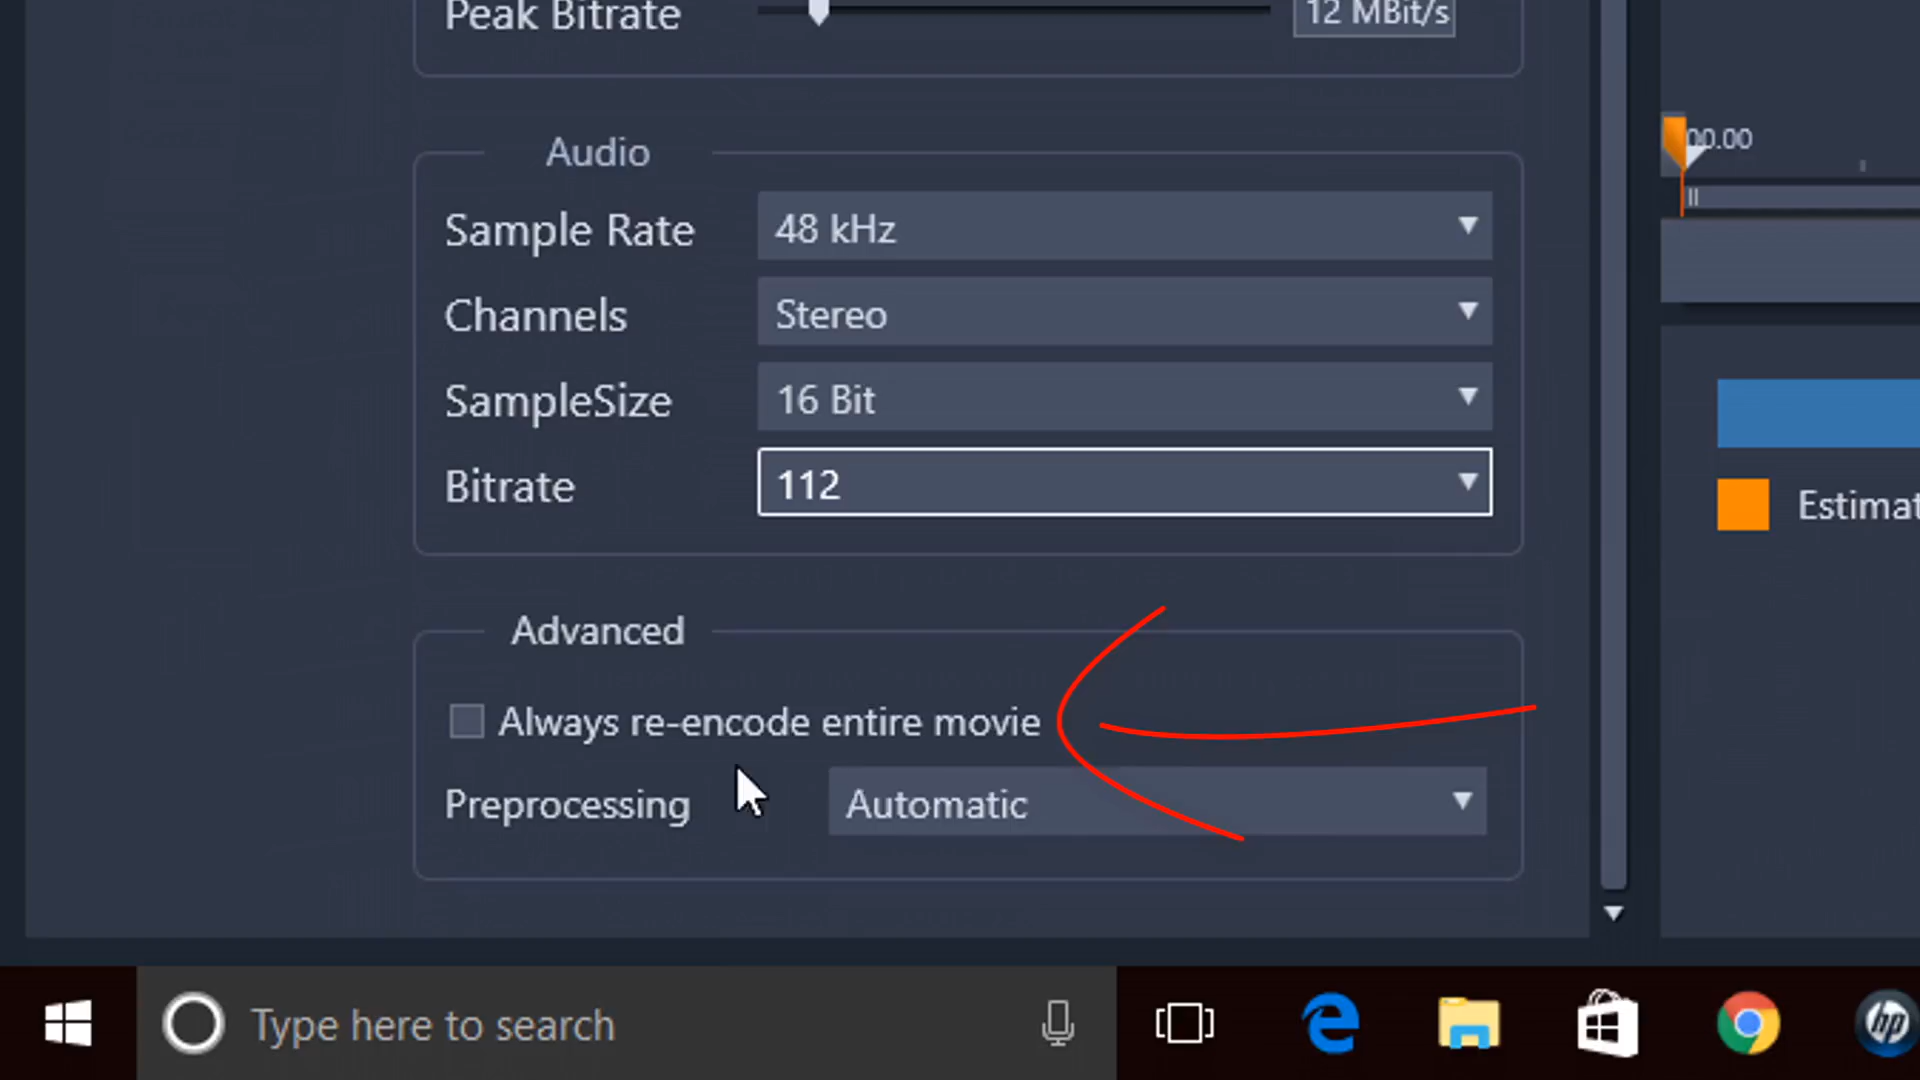 Peak Bitrate 12 MBit/s
Audio
Sample Rate 48 kHz
Channels Stereo
SampleSize 16 Bit
Bitrate 112
Advanced
Always re-encode entire movie
Preprocessing Automatic
00.00
Estimat
Type here to search
hp